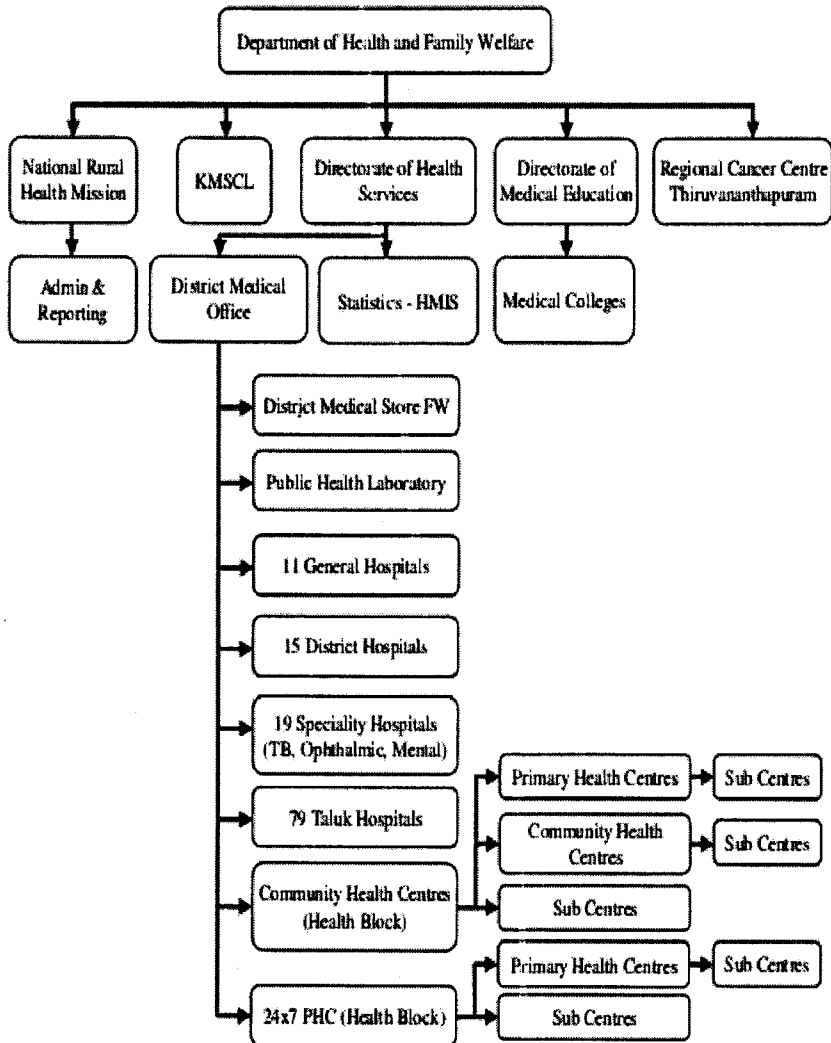 Department of Health and Family Welfare
National Rural
Health Mission
KMSCL
Directorate of Health
Services
Directorate of
Medical Education
Regional Cancer Centre
Thiruvananthapuram
Admin &
Reporting
District Medical
Office
Statistics - HMIS
Medical Colleges
District Medical Store FW
Public Health Laboratory
11 General Hospitals
15 District Hospitals
19 Speciality Hospitals
(TB, Ophthalmic, Mental)
79 Taluk Hospitals
Community Health Centres
(Health Block)
Primary Health Centres
Sub Centres
Community Health
Centres
Sub Centres
Sub Centres
24x7 PHC (Health Block)
Primary Health Centres
Sub Centres
Sub Centres